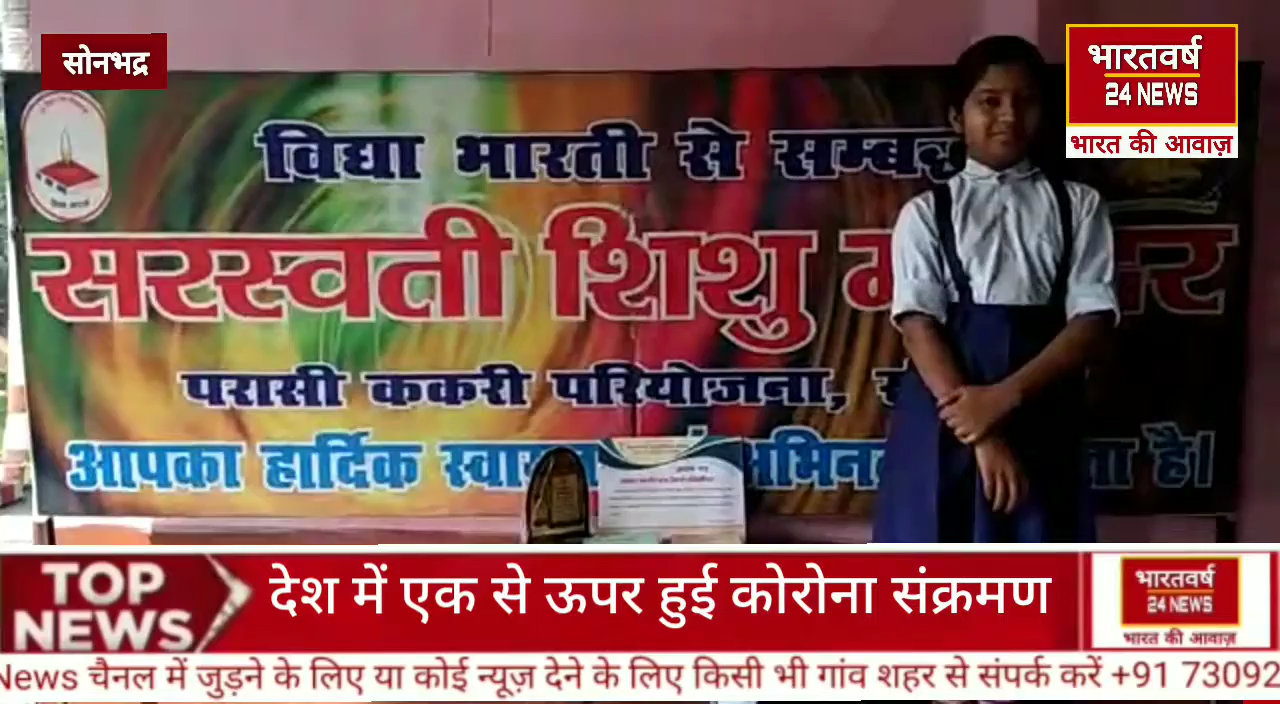 सोनभद्र
भारतवर्ष
24 NEWS
भारत की आवाज़
विद्या भारती से सम्बद्ध
सरस्वती शिशु
परासी ककरी परियोजना,
आपका हार्दिक है।
TOP
NEWS
देश में एक से ऊपर हुई कोरोना संक्रमण
भारतवर्ष
24 NEWS
भारत की आवाज़
News चैनल में जुड़ने के लिए या कोई न्यूज़ देने के लिए किसी भी गांव शहर से संपर्क करें +91 73092